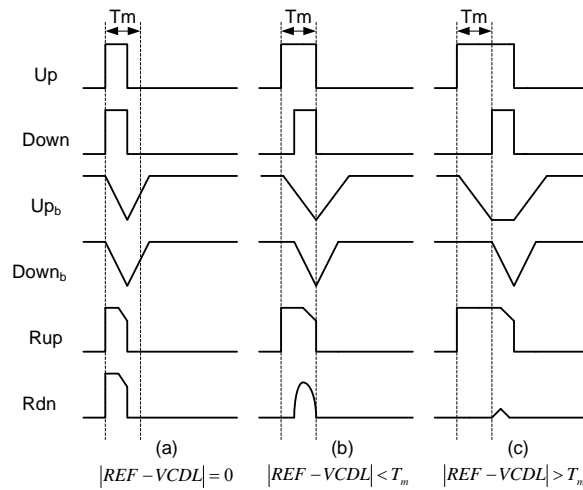 Tm Tm Tm
Up
Down
Up_b
Down_b
Rup
Rdn
(a) (b) (c)
|REF −VCDL| = 0 |REF −VCDL| < T_m |REF −VCDL| > T_m